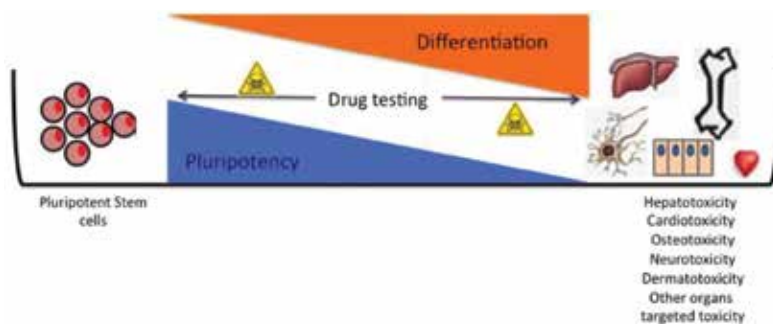 Differentiation
Drug testing
Pluripotency
Pluripotent Stem
cells
Hepatotoxicity
Cardiotoxicity
Osteotoxicity
Neurotoxicity
Dermatotoxicity
Other organs
targeted toxicity